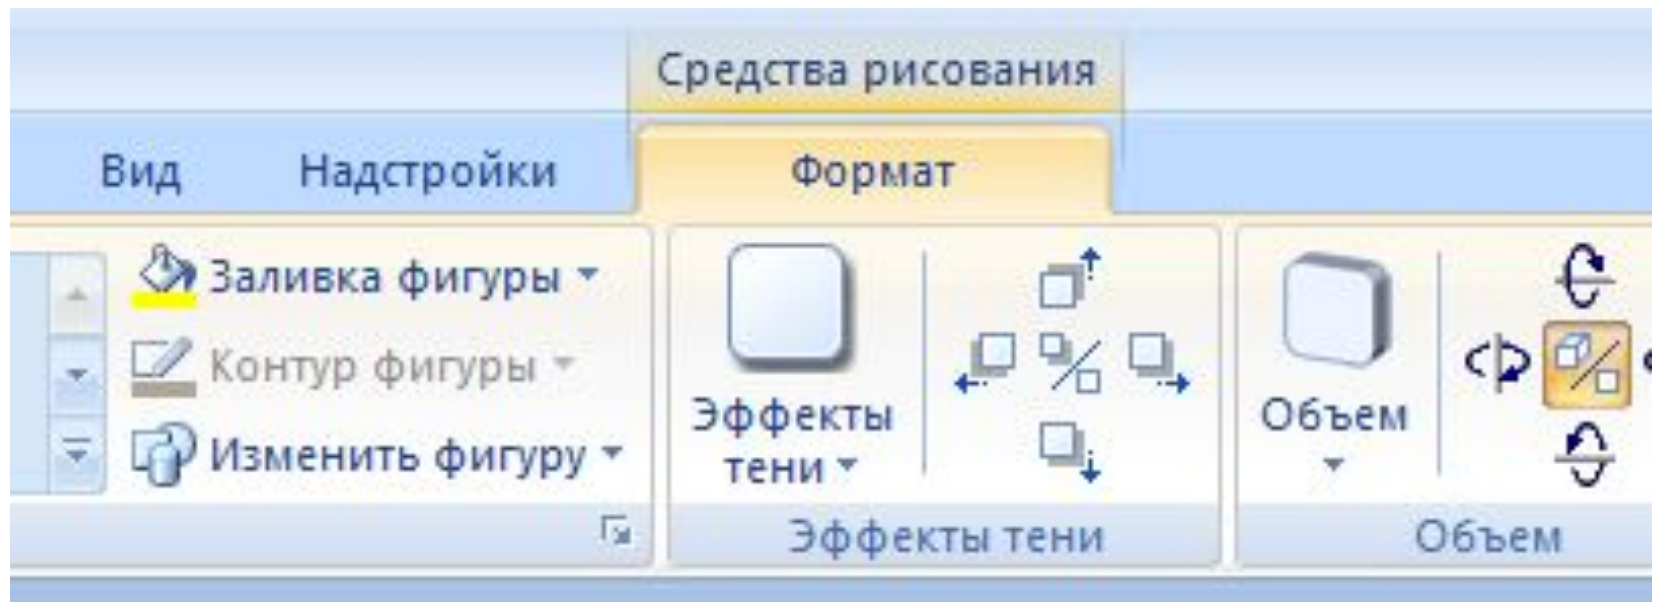 Средства рисования
Вид Надстройки Формат
Заливка фигуры
Контур фигуры
Изменить фигуру
Эффекты
тени
Объем
Эффекты тени
Объем